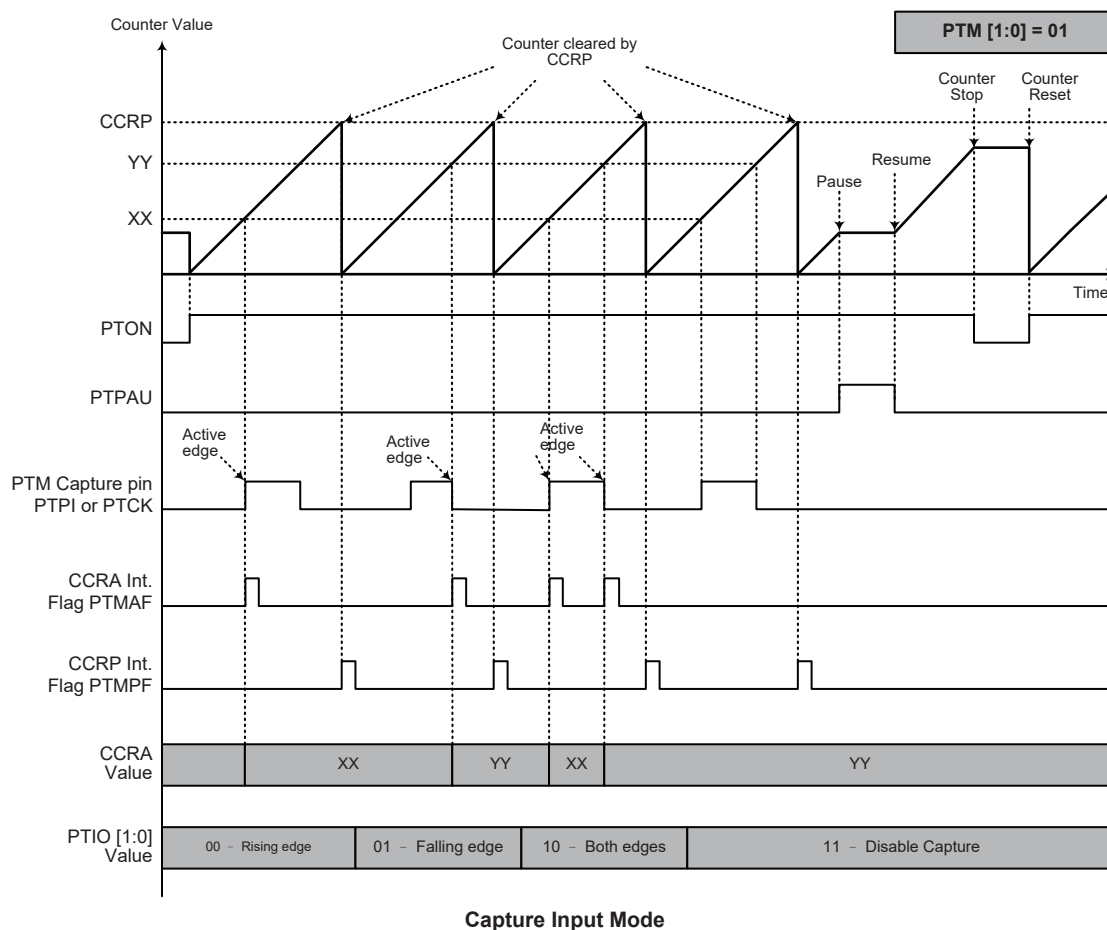 Counter Value
PTM [1:0] = 01
Counter cleared by
CCRP
Counter
Stop
Counter
Reset
CCRP
YY
XX
Pause
Resume
Time
PTON
PTPAU
Active
edge
Active
edge
Active
edge
PTM Capture pin
PTPI or PTCK
CCRA Int.
Flag PTMAF
CCRP Int.
Flag PTMPF
CCRA
Value
XX
YY
XX
YY
PTIO [1:0]
Value
00 – Rising edge
01 – Falling edge
10 – Both edges
11 – Disable Capture
Capture Input Mode